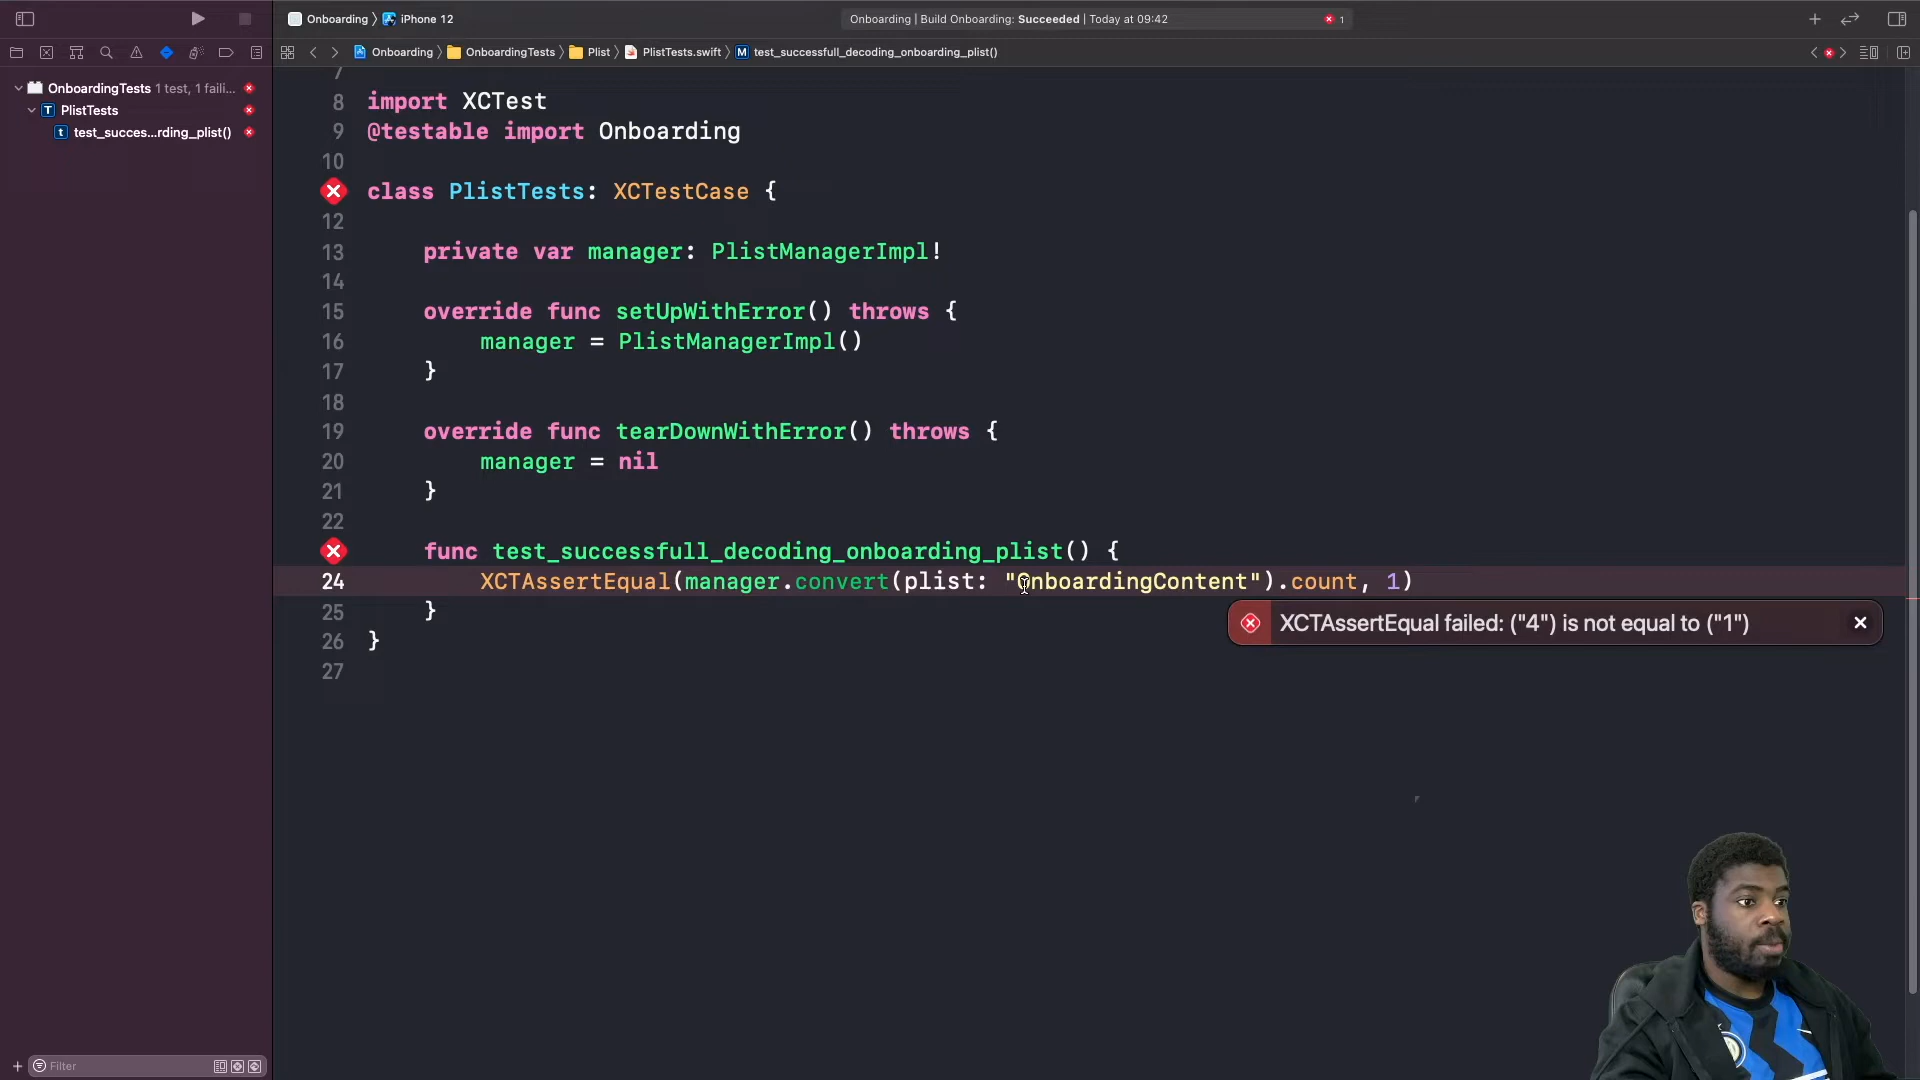 Onboarding 〉 iPhone 12
Onboarding | Build Onboarding: Succeeded | Today at 09:42
1
Onboarding 〉 OnboardingTests 〉 Plist 〉 PlistTests.swift 〉 M test_successfull_decoding_onboarding_plist()
OnboardingTests 1 test, 1 faili...
T PlistTests
t test_succes...rding_plist()
7
8 import XCTest
9 @testable import Onboarding
10
class PlistTests: XCTestCase {
12
13 private var manager: PlistManagerImpl!
14
15 override func setUpWithError() throws {
16 manager = PlistManagerImpl()
17 }
18
19 override func tearDownWithError() throws {
20 manager = nil
21 }
22
func test_successfull_decoding_onboarding_plist() {
24 XCTAssertEqual(manager.convert(plist: "OnboardingContent").count, 1)
25 }
XCTAssertEqual failed: ("4") is not equal to ("1")
26 }
27
Filter